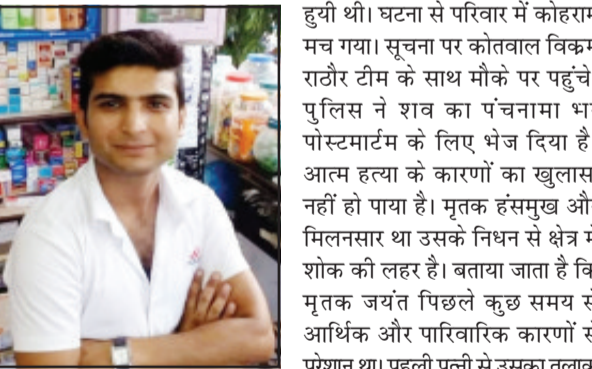 हुयी थी। घटना से परिवार में कोहराम
मच गया। सूचना पर कोतवाल विक्रम
राठौर टीम के साथ मौके पर पहुंचे।
पुलिस ने शव का पंचनामा भर
पोस्टमार्टम के लिए भेज दिया है।
आत्म हत्या के कारणों का खुलासा
नहीं हो पाया है। मृतक हंसमुख और
मिलनसार था उसके निधन से क्षेत्र में
शोक की लहर है। बताया जाता है कि
मृतक जयंत पिछले कुछ समय से
आर्थिक और पारिवारिक कारणों से
परेशान था। पहली पत्नी से उसका तलाक